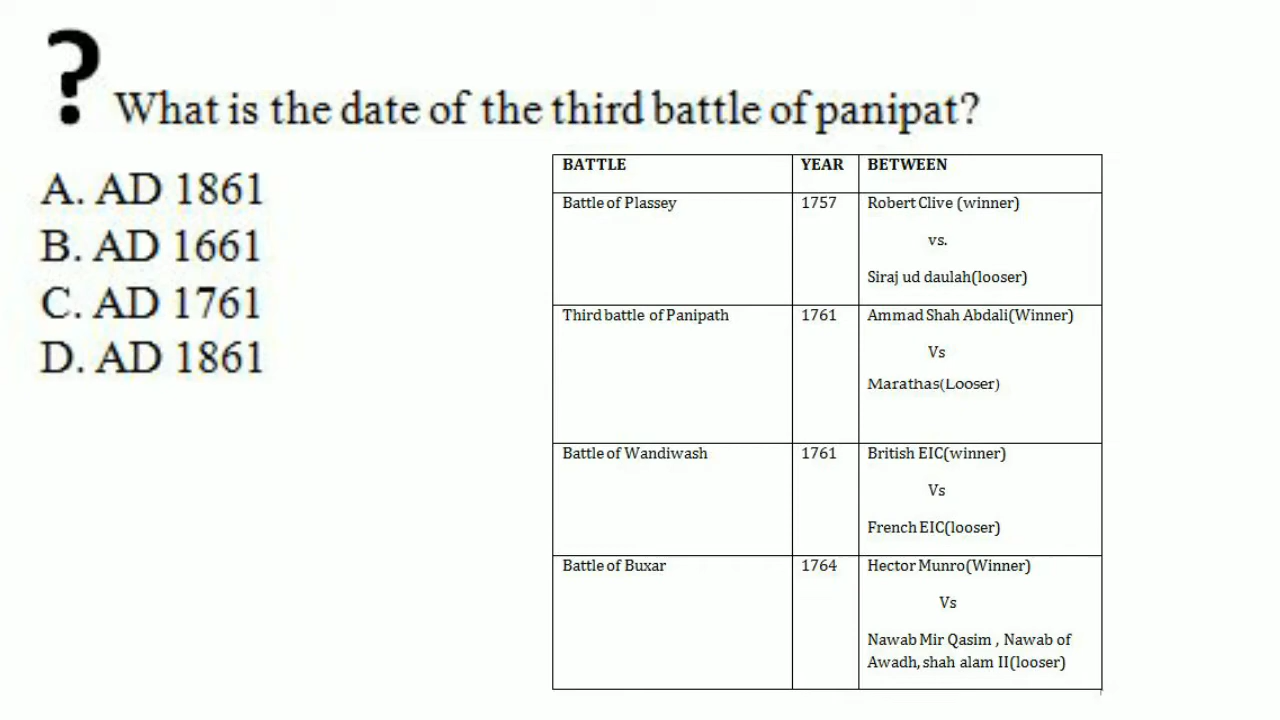 ? What is the date of the third battle of panipat?
A. AD 1861
B. AD 1661
C. AD 1761
D. AD 1861
BATTLE YEAR BETWEEN
Battle of Plassey 1757 Robert Clive (winner)
vs.
Siraj ud daulah(looser)
Third battle of Panipath 1761 Ammad Shah Abdali(Winner)
Vs
Marathas(Looser)
Battle of Wandiwash 1761 British EIC(winner)
Vs
French EIC(looser)
Battle of Buxar 1764 Hector Munro(Winner)
Vs
Nawab Mir Qasim , Nawab of
Awadh, shah alam II(looser)